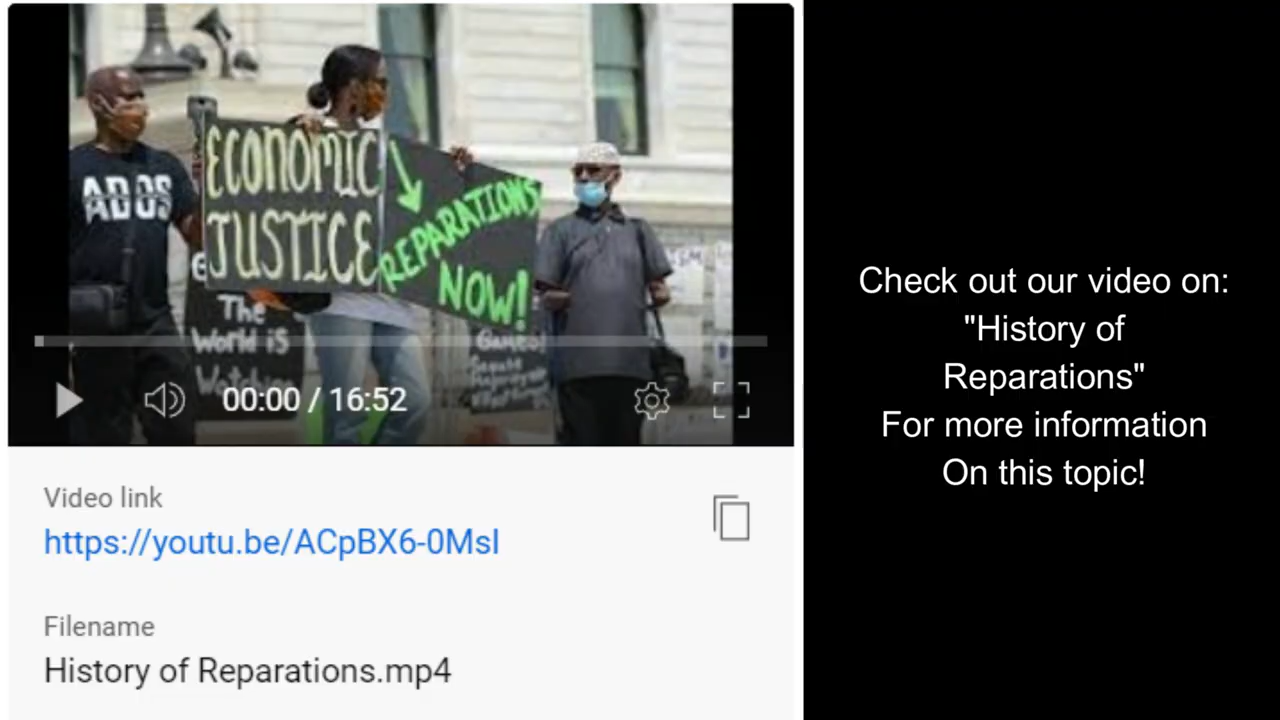 ADOS
ECONOMIC
JUSTICE
REPARATIONS
NOW!
The
World is
00:00 / 16:52
Video link
https://youtu.be/ACpBX6-0MsI
Filename
History of Reparations.mp4
Check out our video on:
"History of
Reparations"
For more information
On this topic!